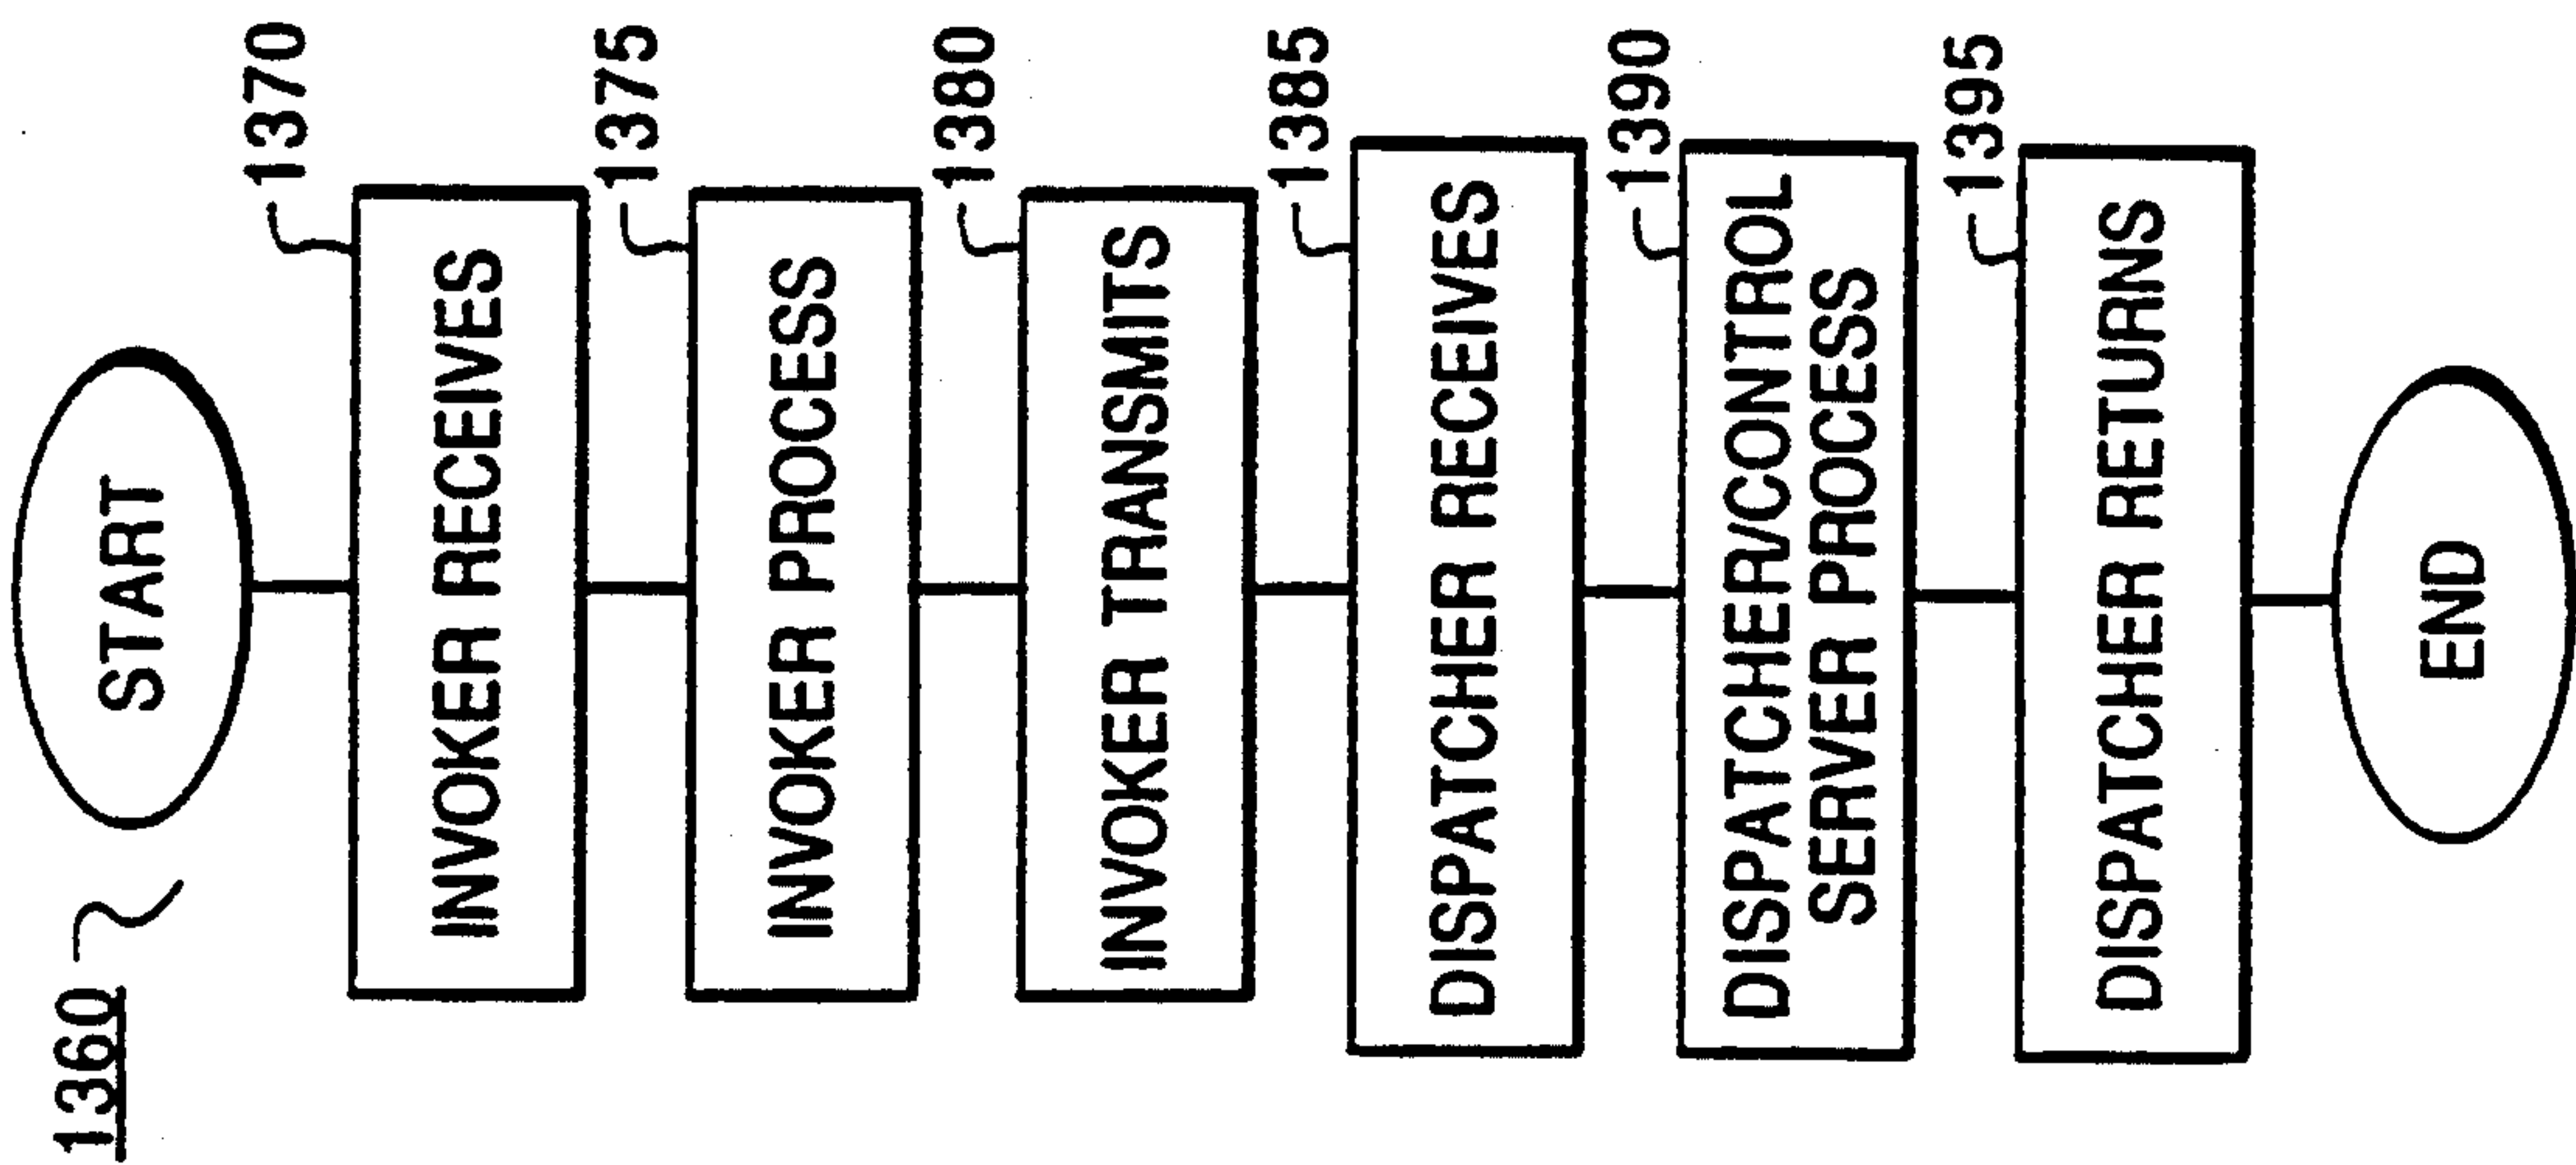 1360
START
1370
INVOKER RECEIVES
1375
INVOKER PROCESS
1380
INVOKER TRANSMITS
1385
DISPATCHER RECEIVES
1390
DISPATCHER/CONTROL
SERVER PROCESS
1395
DISPATCHER RETURNS
END